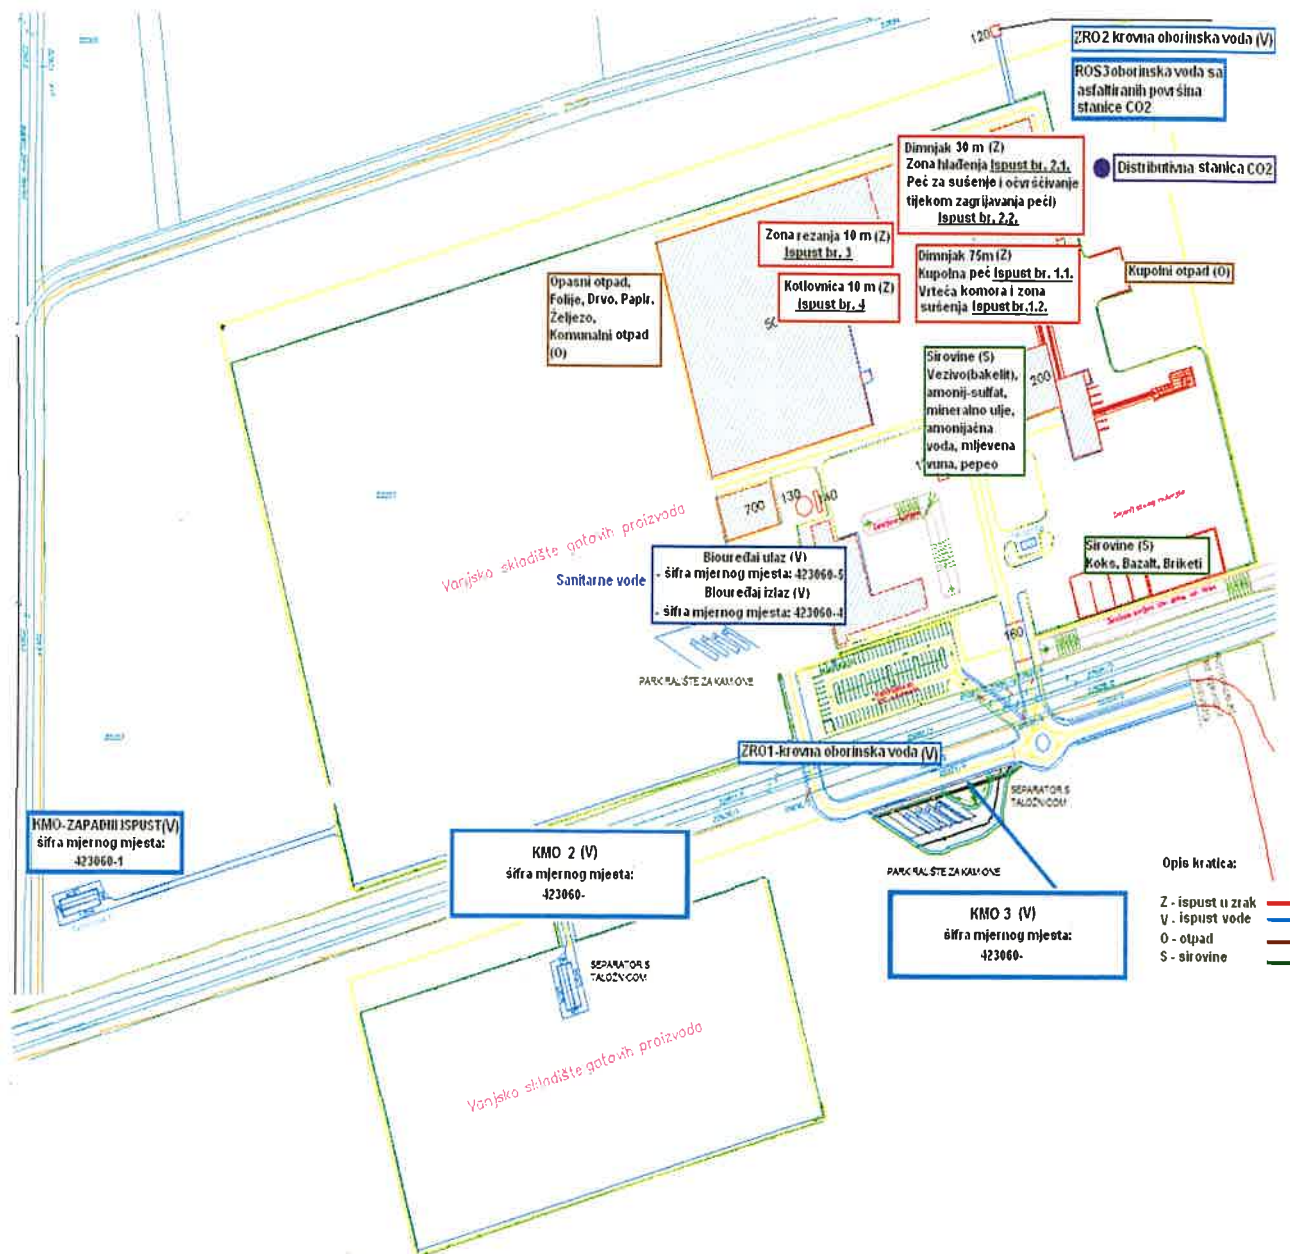 120
ZRO2 krovna oborinska voda (V)
ROS3oborinska voda sa
asfaltiranih površina
stanice CO2
Dimnjak 30 m (Z)
Zona hlađenja Ispust br. 2.1.
Peć za sušenje i očvršćivanje
tijekom zagrijavanja peći)
Ispust br. 2.2.
Distributivna stanica CO2
Zona rezanja 10 m (Z)
Ispust br. 3
Dimnjak 75m (Z)
Kupolna peć Ispust br. 1.1.
Vrteća komora i zona
sušenja Ispust br.1.2.
Kupolni otpad (O)
Kotlovnica 10 m (Z)
Ispust br. 4
Opasni otpad,
Folije, Drvo, Papir,
Željezo,
Komunalni otpad
(O)
Sirovine (S)
Vezivo(bakelit),
amonij-sulfat,
mineralno ulje,
amonijačna
voda, mljevena
vuna, pepeo
200
700
130
140
Vanjsko skladište gotovih proizvoda
Sirovine (S)
Koks, Bazalt, Briketi
Sanitarne vode
Biouređaj ulaz (V)
- šifra mjernog mjesta: 423060-5
Biouređaj izlaz (V)
- šifra mjernog mjesta: 423060-4
160
PARKIRALIŠTE ZA KAMIONE
ZRO1-krovna oborinska voda (V)
SEPARATOR S
TALOŽNICOM
KMO-ZAPADNI ISPUST(V)
šifra mjernog mjesta:
423060-1
KMO 2 (V)
šifra mjernog mjesta:
423060-
PARKIRALIŠTE ZA KAMIONE
KMO 3 (V)
šifra mjernog mjesta:
423060-
Opis kratica:
Z - ispust u zrak
V - ispust vode
O - otpad
S - sirovine
SEPARATOR S
TALOŽNICOM
Vanjsko skladište gotovih proizvoda